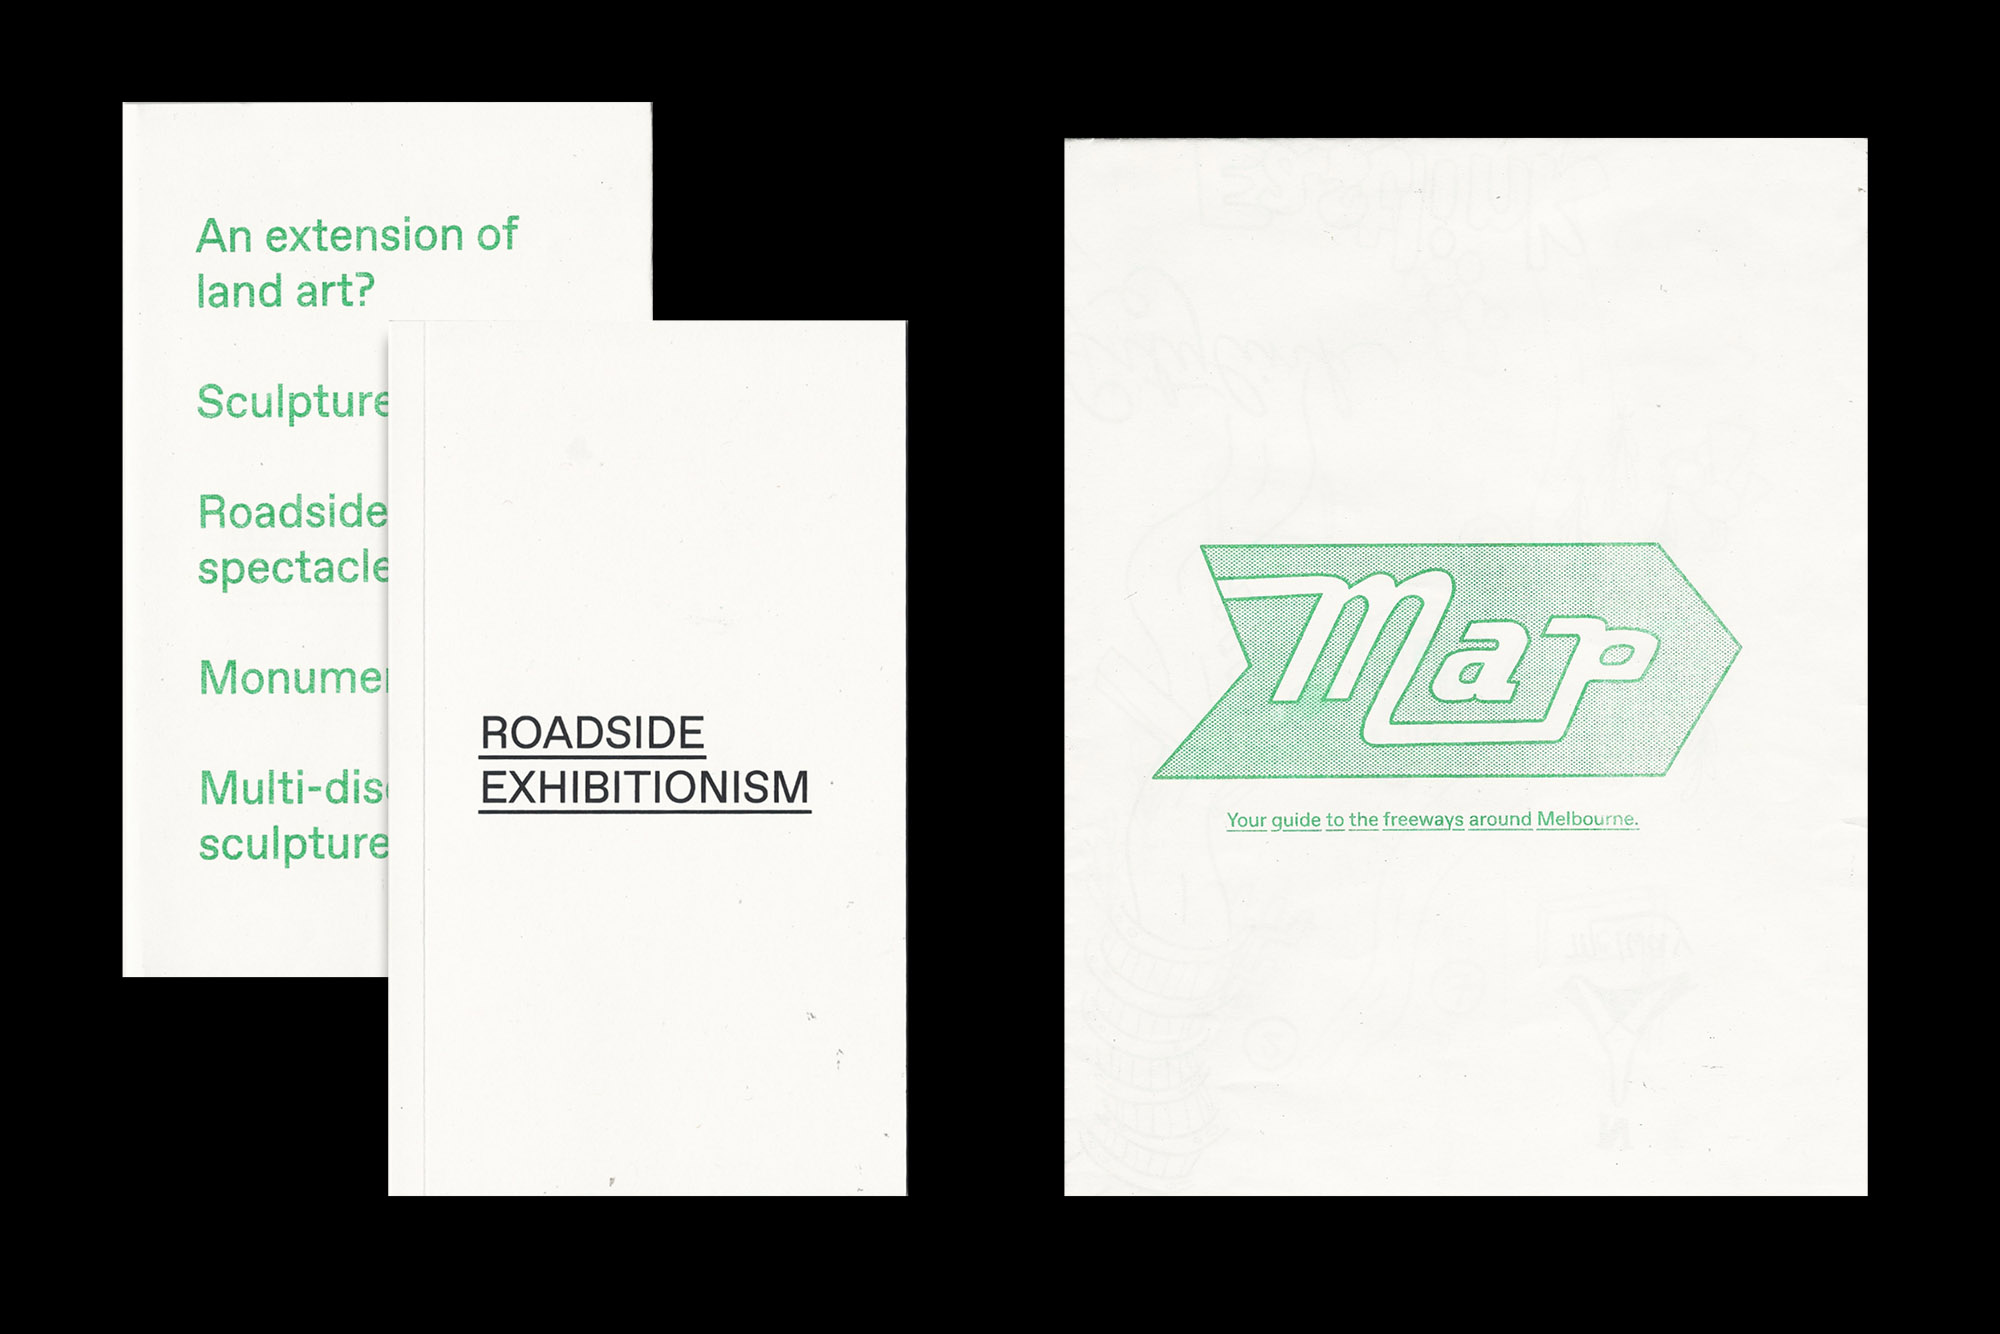 An extension of
land art?
Sculpture
Roadside
spectacle
Multi-dis
sculpture
ROADSIDE
EXHIBITIONISM
Map
Your guide to the freeways around Melbourne.